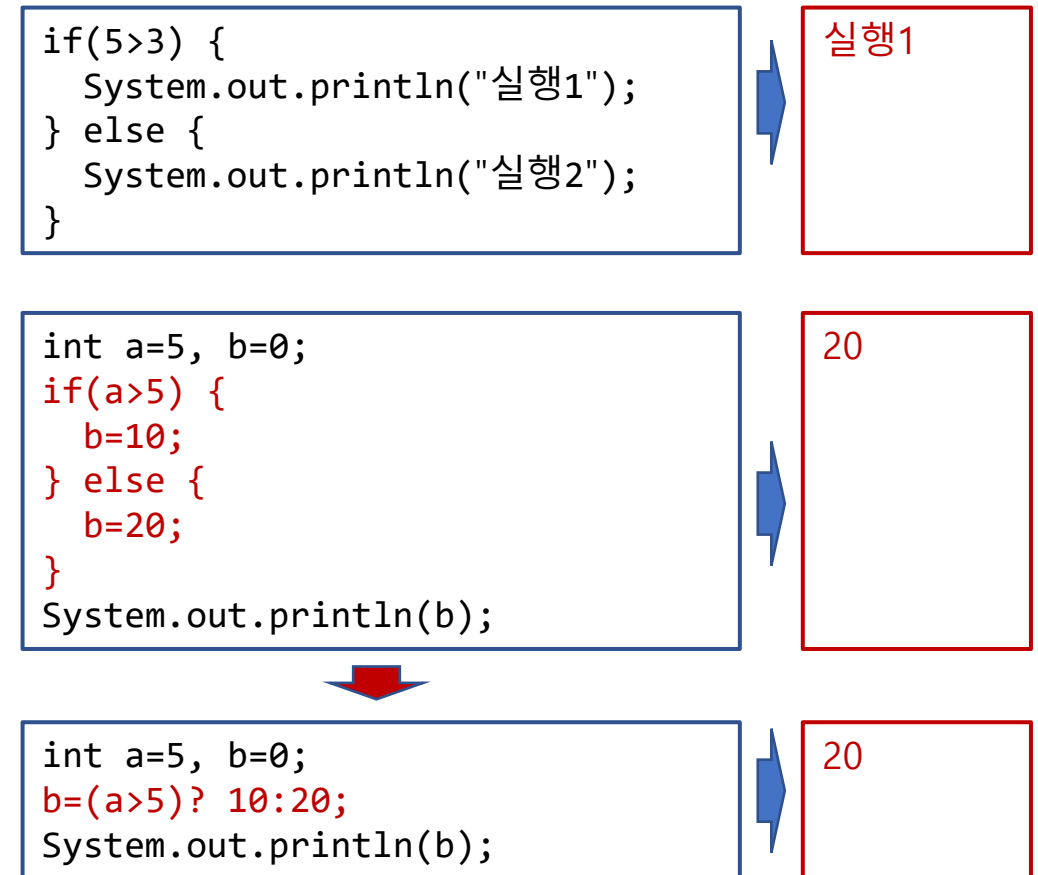 if(5>3) {
  System.out.println("실행1");
} else {
  System.out.println("실행2");
}
실행1
int a=5, b=0;
if(a>5) {
  b=10;
} else {
  b=20;
}
System.out.println(b);
20
int a=5, b=0;
b=(a>5)? 10:20;
System.out.println(b);
20